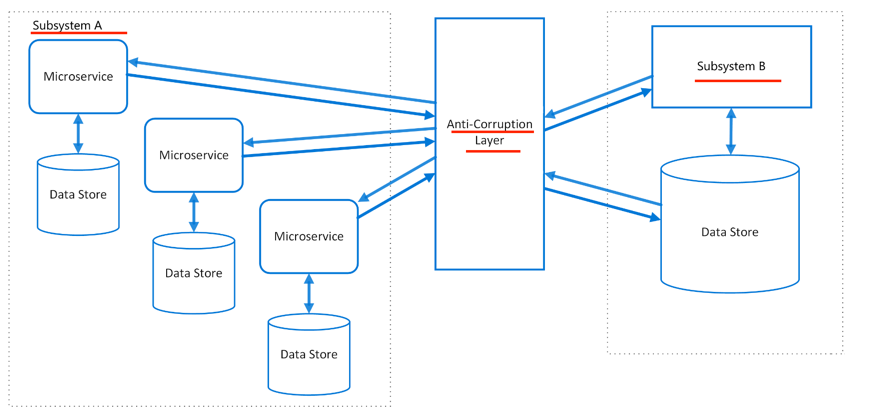 Subsystem A
Microservice
Data Store
Microservice
Data Store
Microservice
Data Store
Anti-Corruption
Layer
Subsystem B
Data Store